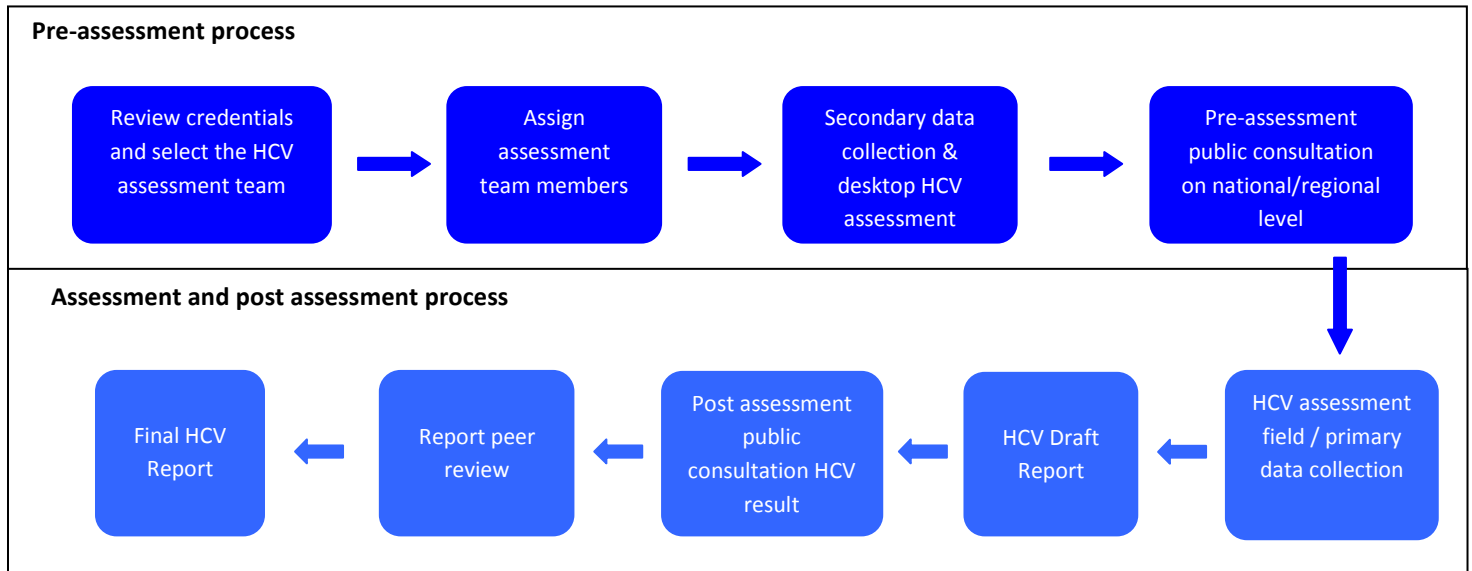 Pre-assessment process
Review credentials
and select the HCV
assessment team
Assign
assessment
team members
Secondary data
collection &
desktop HCV
assessment
Pre-assessment
public consultation
on national/regional
level
Assessment and post assessment process
HCV assessment
field / primary
data collection
HCV Draft
Report
Post assessment
public
consultation HCV
result
Report peer
review
Final HCV
Report